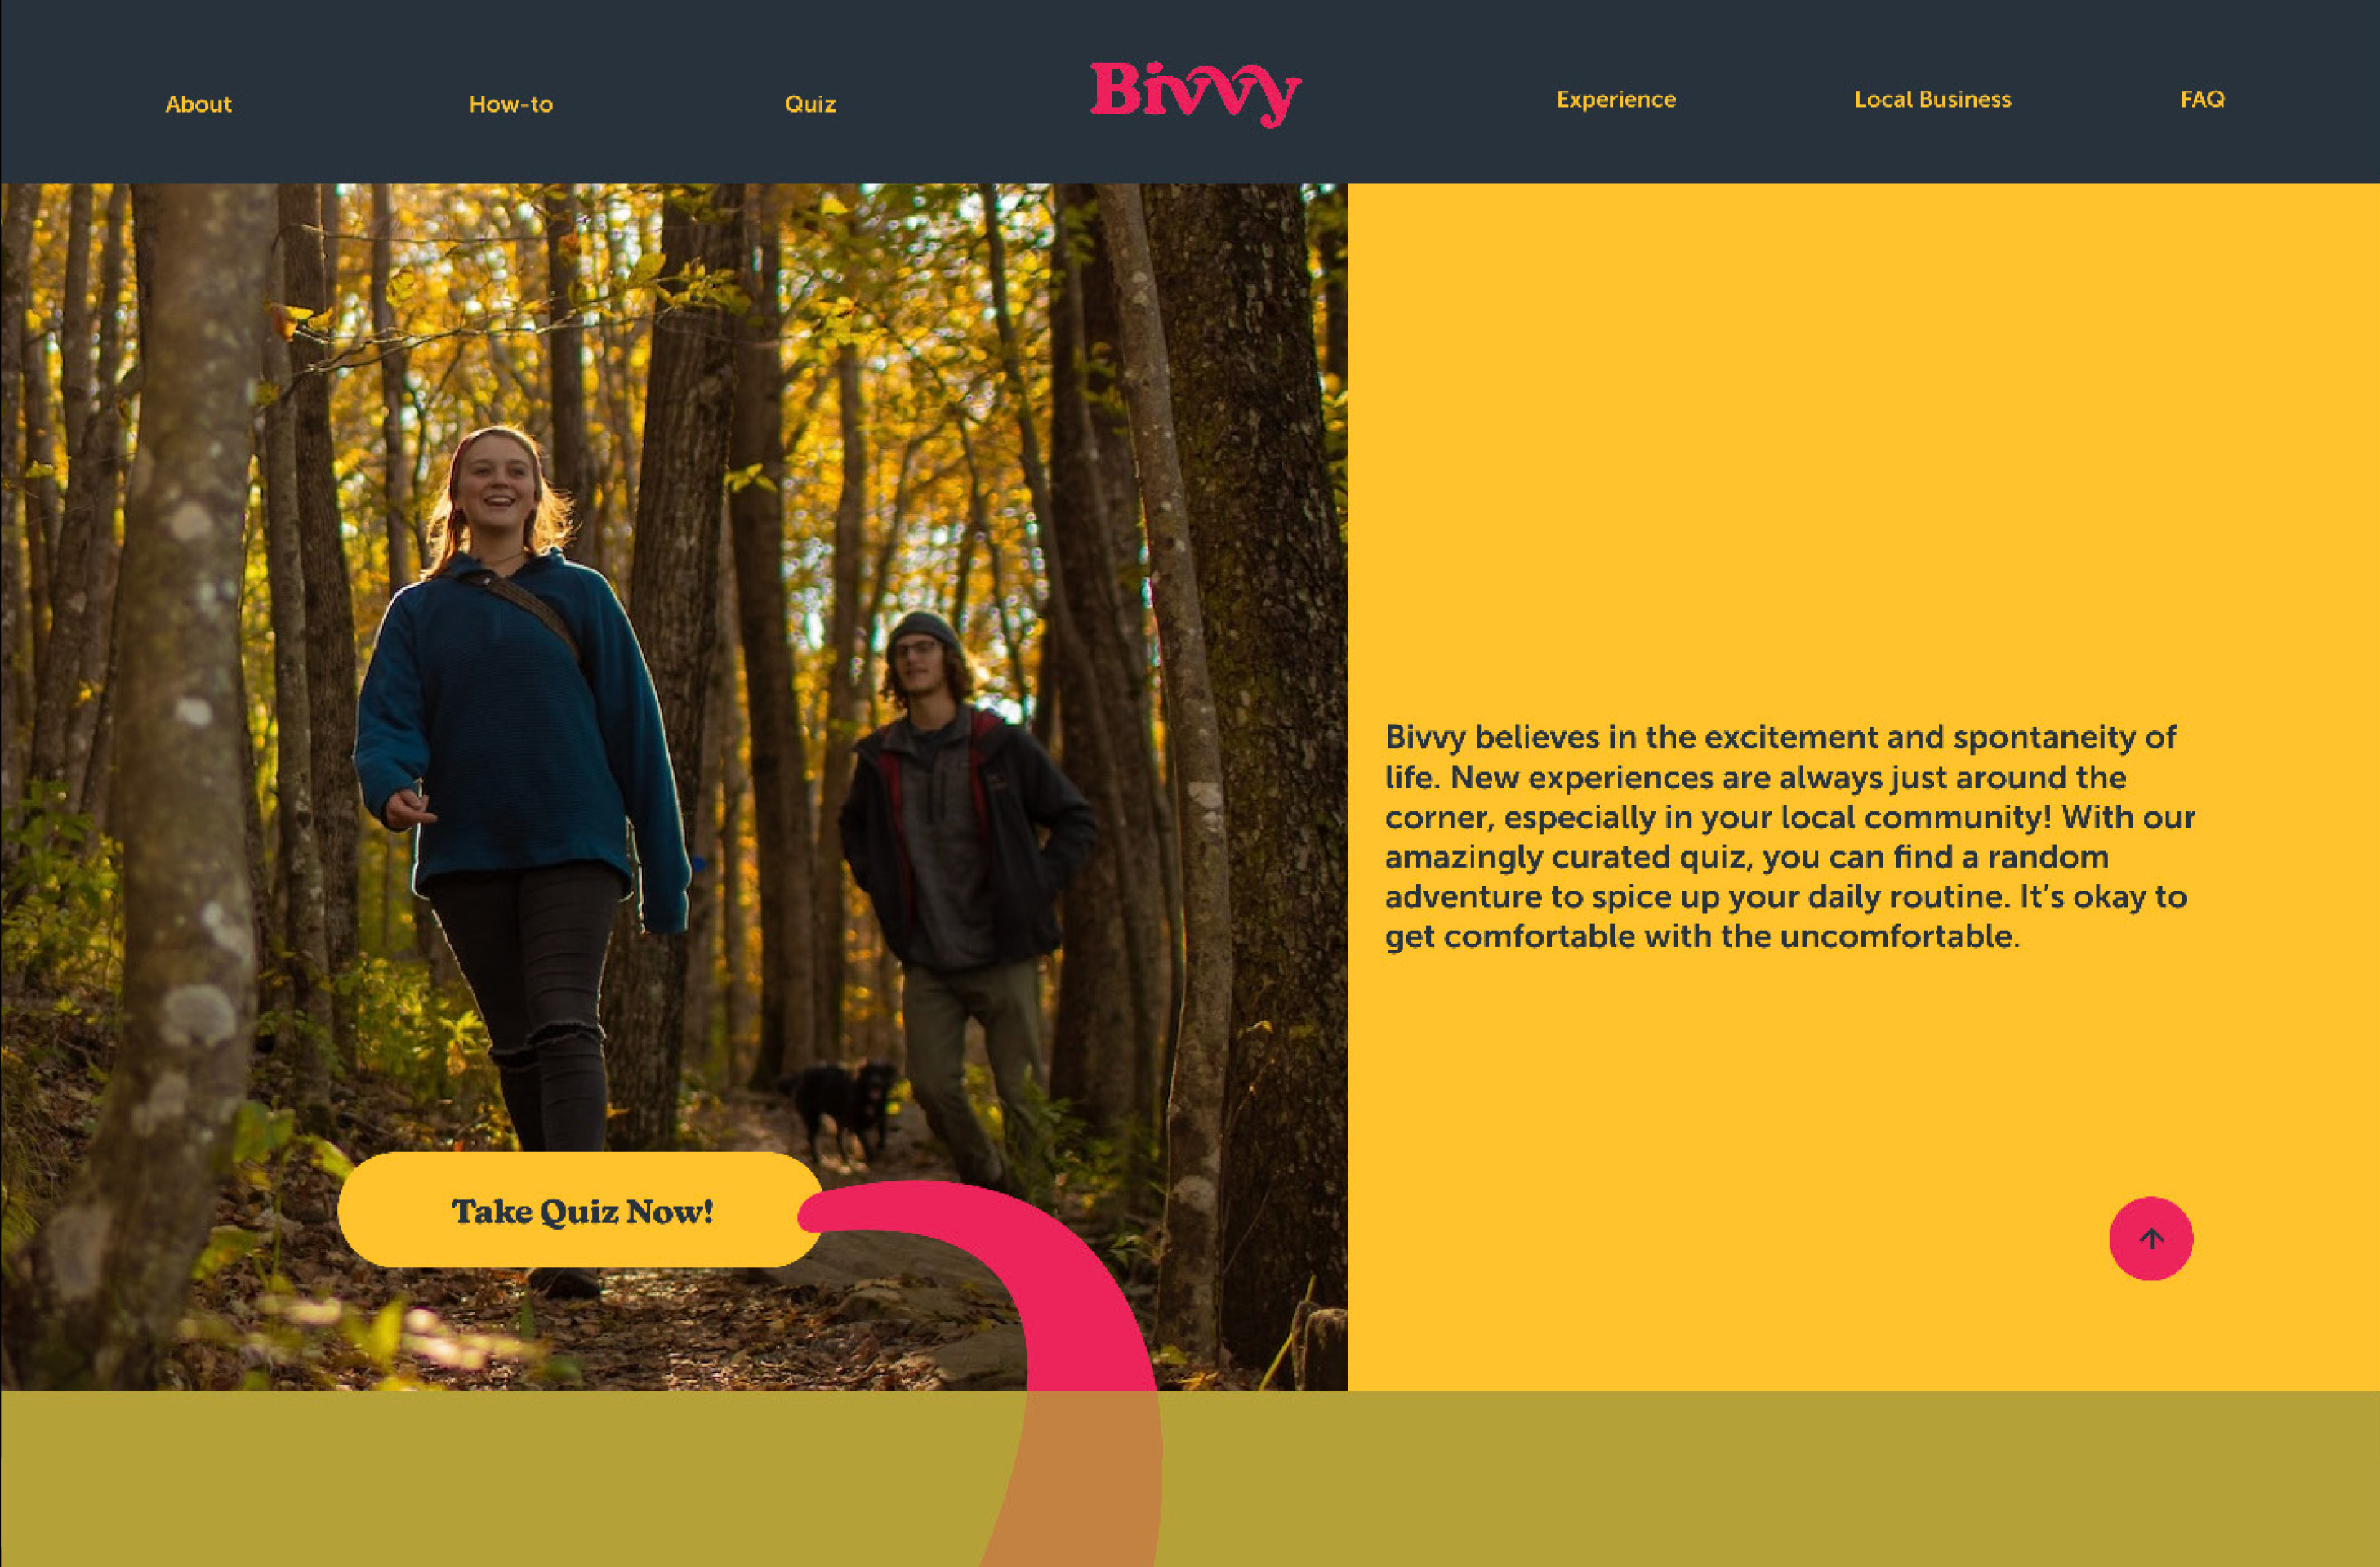 About How-to Quiz Bivvy Experience Local Business FAQ
Bivvy believes in the excitement and spontaneity of
life. New experiences are always just around the
corner, especially in your local community! With our
amazingly curated quiz, you can find a random
adventure to spice up your daily routine. It’s okay to
get comfortable with the uncomfortable.
Take Quiz Now!